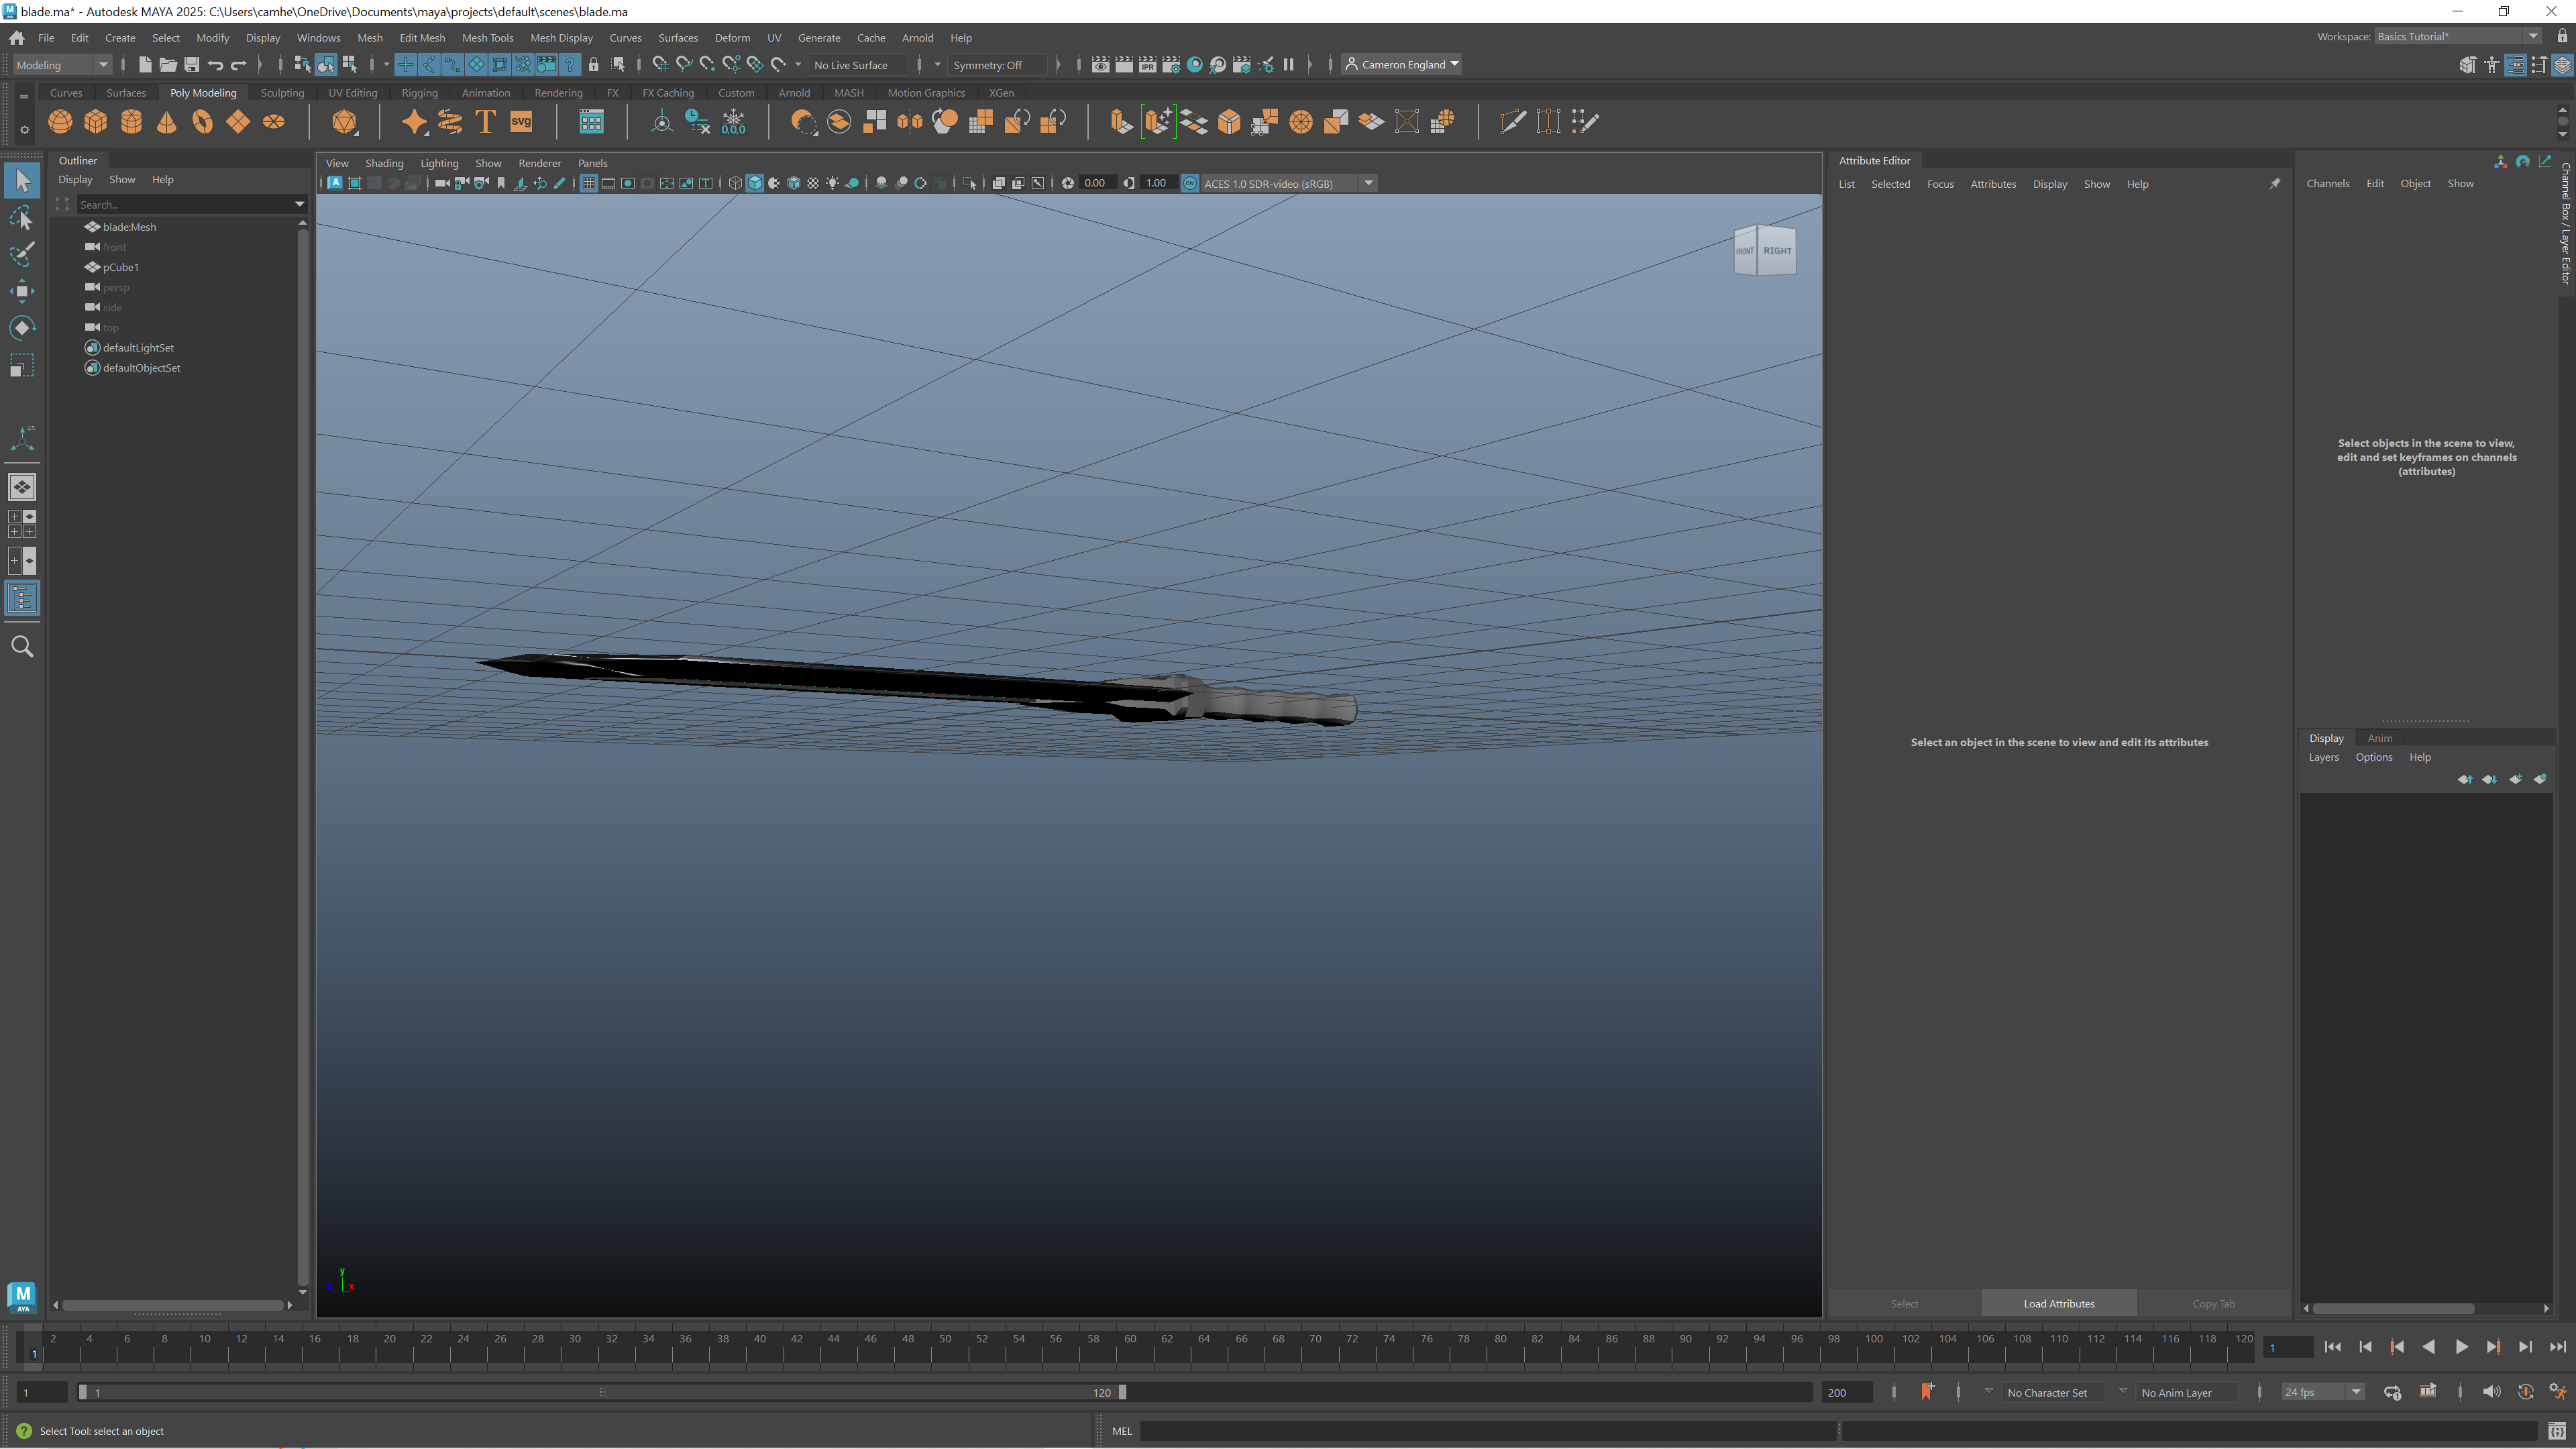 blade.ma* - Autodesk MAYA 2025: C:\Users\camhe\OneDrive\Documents\maya\projects\default\scenes\blade.ma
File Edit Create Select Modify Display Windows Mesh Edit Mesh Mesh Tools Mesh Display Curves Surfaces Deform UV Generate Cache Arnold Help
Workspace: Basics Tutorial*
Modeling
No Live Surface
Symmetry: Off
IPR
Cameron England
Curves Surfaces Poly Modeling Sculpting UV Editing Rigging Animation Rendering FX FX Caching Custom Arnold MASH Motion Graphics XGen
T
SVG
0,0,0
Outliner
Display Show Help
Search...
blade:Mesh
front
pCube1
persp
side
top
defaultLightSet
defaultObjectSet
View Shading Lighting Show Renderer Panels
0.00
1.00
ON
ACES 1.0 SDR-video (sRGB)
FRONT RIGHT
y
x
Attribute Editor
List Selected Focus Attributes Display Show Help
Select an object in the scene to view and edit its attributes
Select Load Attributes Copy Tab
Channels Edit Object Show
Channel Box / Layer Editor
Select objects in the scene to view,
edit and set keyframes on channels
(attributes)
Display Anim
Layers Options Help
M
AYA
2 4 6 8 10 12 14 16 18 20 22 24 26 28 30 32 34 36 38 40 42 44 46 48 50 52 54 56 58 60 62 64 66 68 70 72 74 76 78 80 82 84 86 88 90 92 94 96 98 100 102 104 106 108 110 112 114 116 118 120
1
1
1 1 120 200
No Character Set
No Anim Layer
24 fps
Select Tool: select an object
MEL